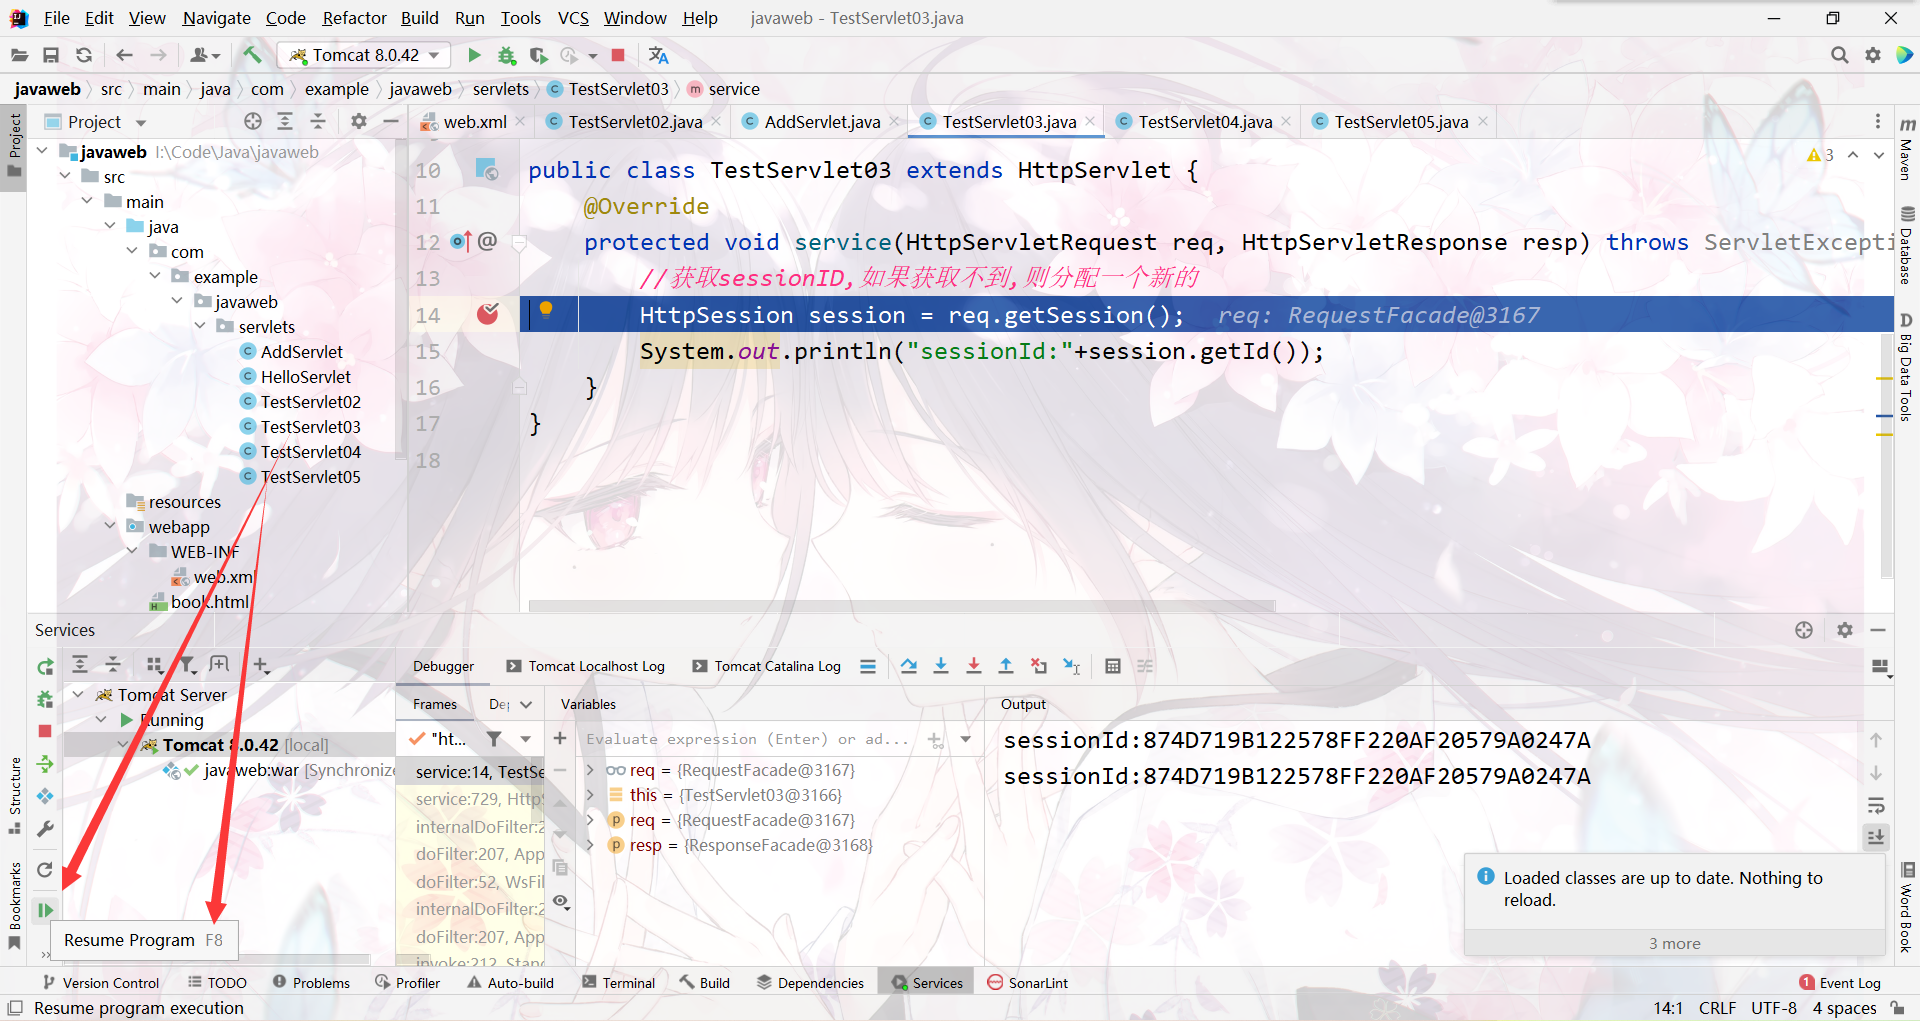 File Edit View Navigate Code Refactor Build Run Tools VCS Window Help javaweb - TestServlet03.java
Tomcat 8.0.42
javaweb src main java com example javaweb servlets TestServlet03 service
Project
web.xml TestServlet02.java AddServlet.java TestServlet03.java TestServlet04.java TestServlet05.java
javaweb I:\Code\Java\javaweb
src
main
java
com
example
javaweb
servlets
AddServlet
HelloServlet
TestServlet02
TestServlet03
TestServlet04
TestServlet05
resources
webapp
WEB-INF
web.xml
book.html
3
10 public class TestServlet03 extends HttpServlet {
11 @Override
12 @ protected void service(HttpServletRequest req, HttpServletResponse resp) throws ServletExcepti
13 //获取sessionID,如果获取不到,则分配一个新的
14 HttpSession session = req.getSession(); req: RequestFacade@3167
15 System.out.println("sessionId:"+session.getId());
16 }
17 }
18
Project
Structure
Bookmarks
Maven
Database
Big Data Tools
Word Book
Services
Debugger Tomcat Localhost Log Tomcat Catalina Log
Tomcat Server
Running
Tomcat 8.0.42 [local]
javaweb:war [Synchronize
Frames De Variables Output
"ht...
service:14, TestSe
service:729, Http
internalDoFilter:2
doFilter:207, App
doFilter:52, WsFil
internalDoFilter:2
doFilter:207, App
invoke:212, Stand
Evaluate expression (Enter) or ad...
req = {RequestFacade@3167}
this = {TestServlet03@3166}
req = {RequestFacade@3167}
resp = {ResponseFacade@3168}
sessionId:874D719B122578FF220AF20579A0247A
sessionId:874D719B122578FF220AF20579A0247A
Loaded classes are up to date. Nothing to
reload.
3 more
Resume Program F8
Version Control TODO Problems Profiler Auto-build Terminal Build Dependencies Services SonarLint 1 Event Log
Resume program execution 14:1 CRLF UTF-8 4 spaces